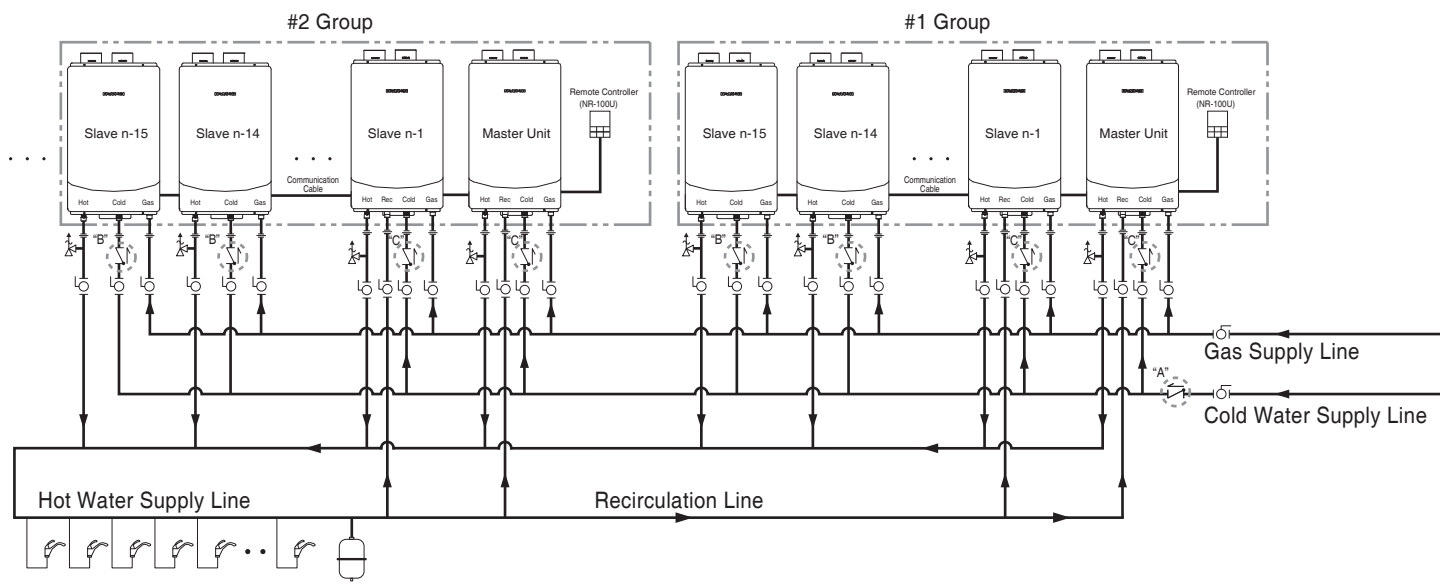 #2 Group
#1 Group
Slave n-15
Slave n-14
Slave n-1
Master Unit
Remote Controller
(NR-100U)
Slave n-15
Slave n-14
Slave n-1
Master Unit
Remote Controller
(NR-100U)
. . .
. . .
. . .
Communication
Cable
Communication
Cable
Hot Cold Gas
Hot Cold Gas
Hot Rec Cold Gas
Hot Rec Cold Gas
Hot Cold Gas
Hot Cold Gas
Hot Rec Cold Gas
Hot Rec Cold Gas
“B”
“B”
“C”
“C”
“B”
“B”
“C”
“C”
Gas Supply Line
“A”
Cold Water Supply Line
Hot Water Supply Line
Recirculation Line